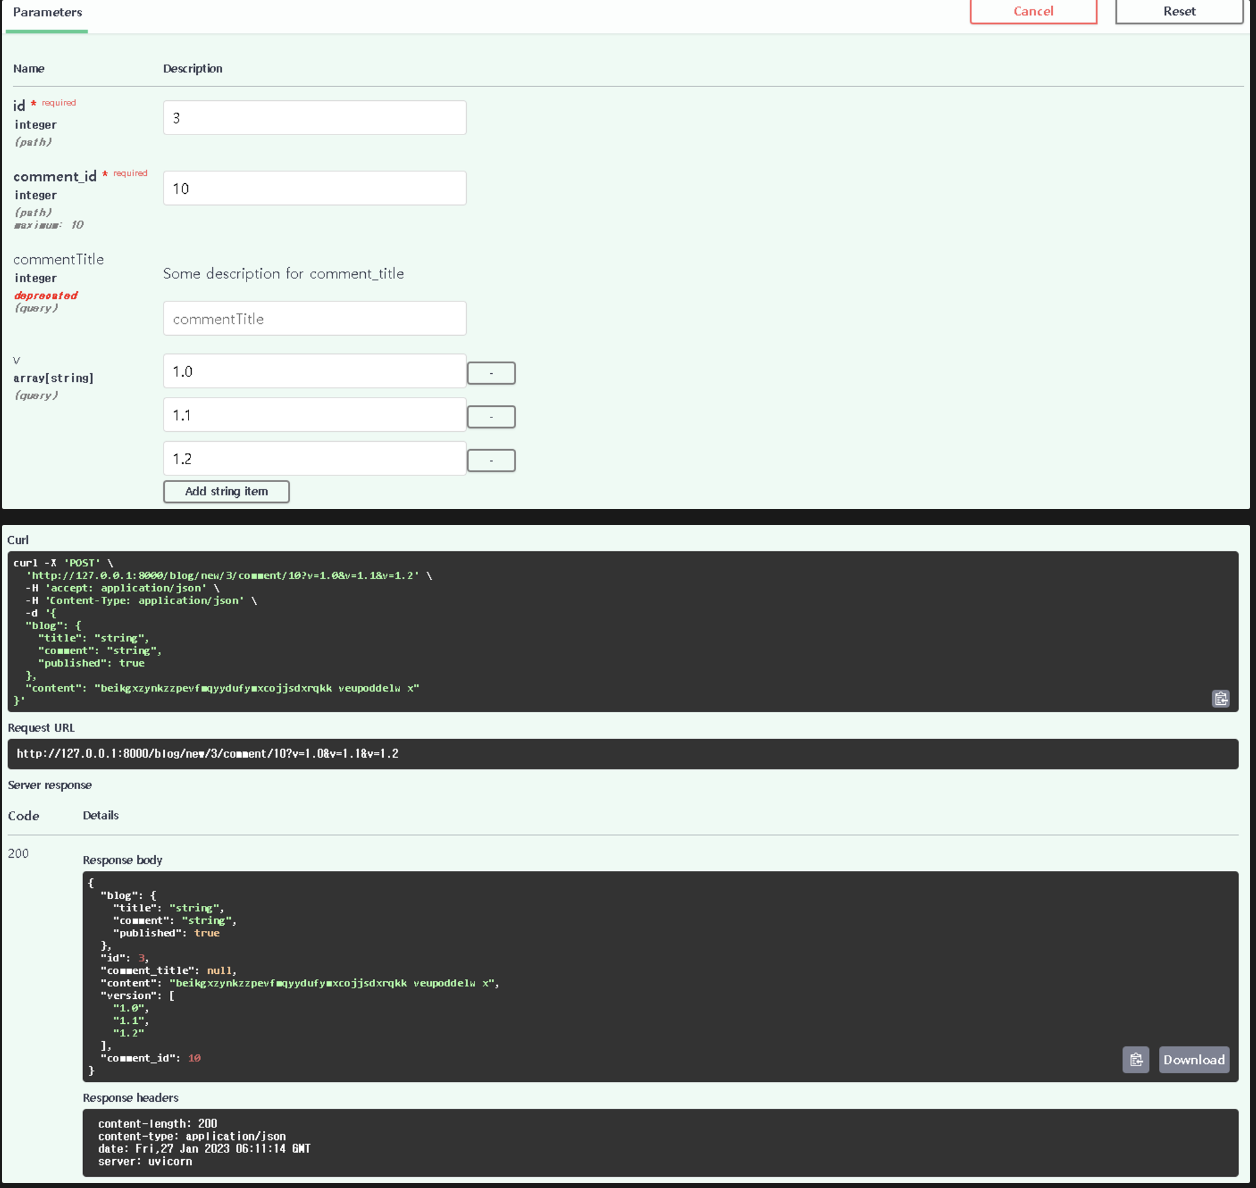 Parameters
Cancel
Reset
Name Description
id * required
integer
(path)
3
comment_id * required
integer
(path)
maximum: 10
10
commentTitle
integer
deprecated
(query)
Some description for comment_title
commentTitle
v
array[string]
(query)
1.0 -
1.1 -
1.2 -
Add string item
Curl
curl -X 'POST' \
'http://127.0.0.1:8000/blog/new/3/comment/10?v=1.0&v=1.1&v=1.2' \
-H 'accept: application/json' \
-H 'Content-Type: application/json' \
-d '{
"blog": {
"title": "string",
"comment": "string",
"published": true
},
"content": "beikgxzynkzzpevfmqyydufymxcojjsdxrqkk veupoddelw x"
}'
Request URL
http://127.0.0.1:8000/blog/new/3/comment/10?v=1.0&v=1.1&v=1.2
Server response
Code Details
200
Response body
{
"blog": {
"title": "string",
"comment": "string",
"published": true
},
"id": 3,
"comment_title": null,
"content": "beikgxzynkzzpevfmqyydufymxcojjsdxrqkk veupoddelw x",
"version": [
"1.0",
"1.1",
"1.2"
],
"comment_id": 10
}
Download
Response headers
content-length: 200
content-type: application/json
date: Fri,27 Jan 2023 06:11:14 GMT
server: uvicorn